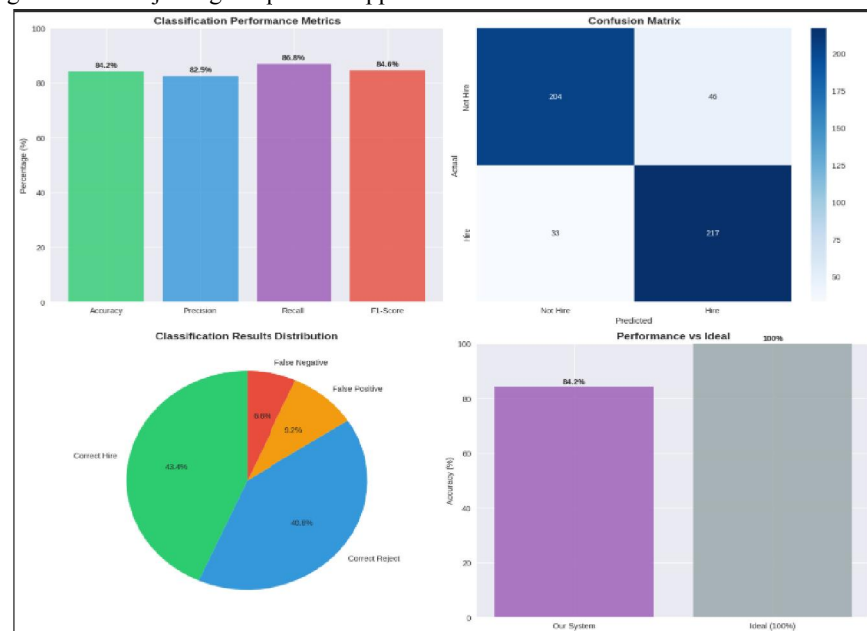 Classification Performance Metrics
Percentage (%)
100
80
60
40
20
0
84.2%
82.5%
86.8%
84.6%
Accuracy
Precision
Recall
F1-Score
Confusion Matrix
Actual
Not Hire
Hire
204
46
33
217
Not Hire
Hire
Predicted
200
175
150
125
100
75
50
Classification Results Distribution
False Negative
False Positive
Correct Hire
Correct Reject
6.6%
9.2%
43.4%
40.8%
Performance vs Ideal
Accuracy (%)
100
80
60
40
20
0
84.2%
100%
Our System
Ideal (100%)